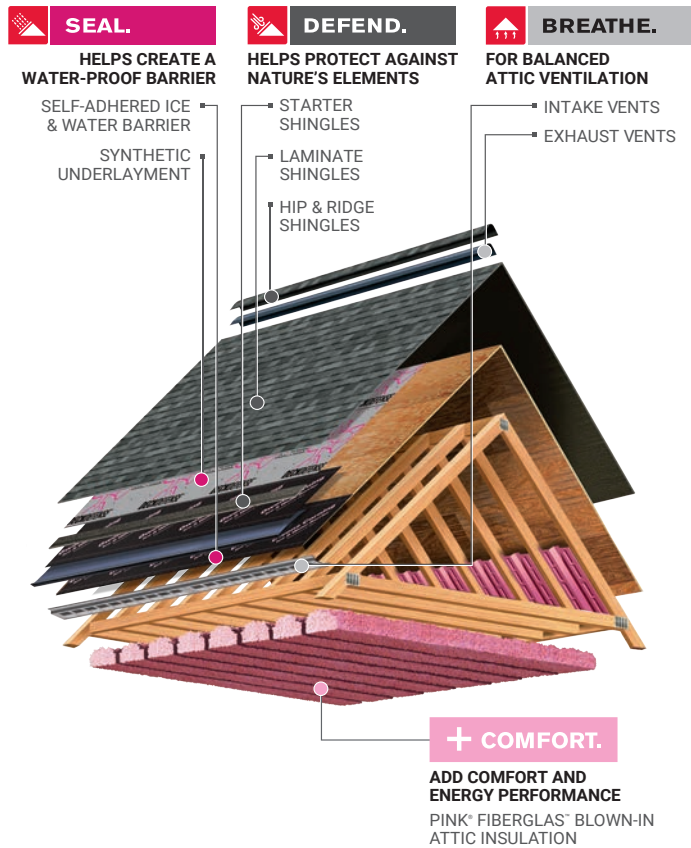 SEAL.
HELPS CREATE A
WATER-PROOF BARRIER
SELF-ADHERED ICE
& WATER BARRIER
SYNTHETIC
UNDERLAYMENT
DEFEND.
HELPS PROTECT AGAINST
NATURE’S ELEMENTS
STARTER
SHINGLES
LAMINATE
SHINGLES
HIP & RIDGE
SHINGLES
BREATHE.
FOR BALANCED
ATTIC VENTILATION
INTAKE VENTS
EXHAUST VENTS
+ COMFORT.
ADD COMFORT AND
ENERGY PERFORMANCE
PINK® FIBERGLAS™ BLOWN-IN
ATTIC INSULATION